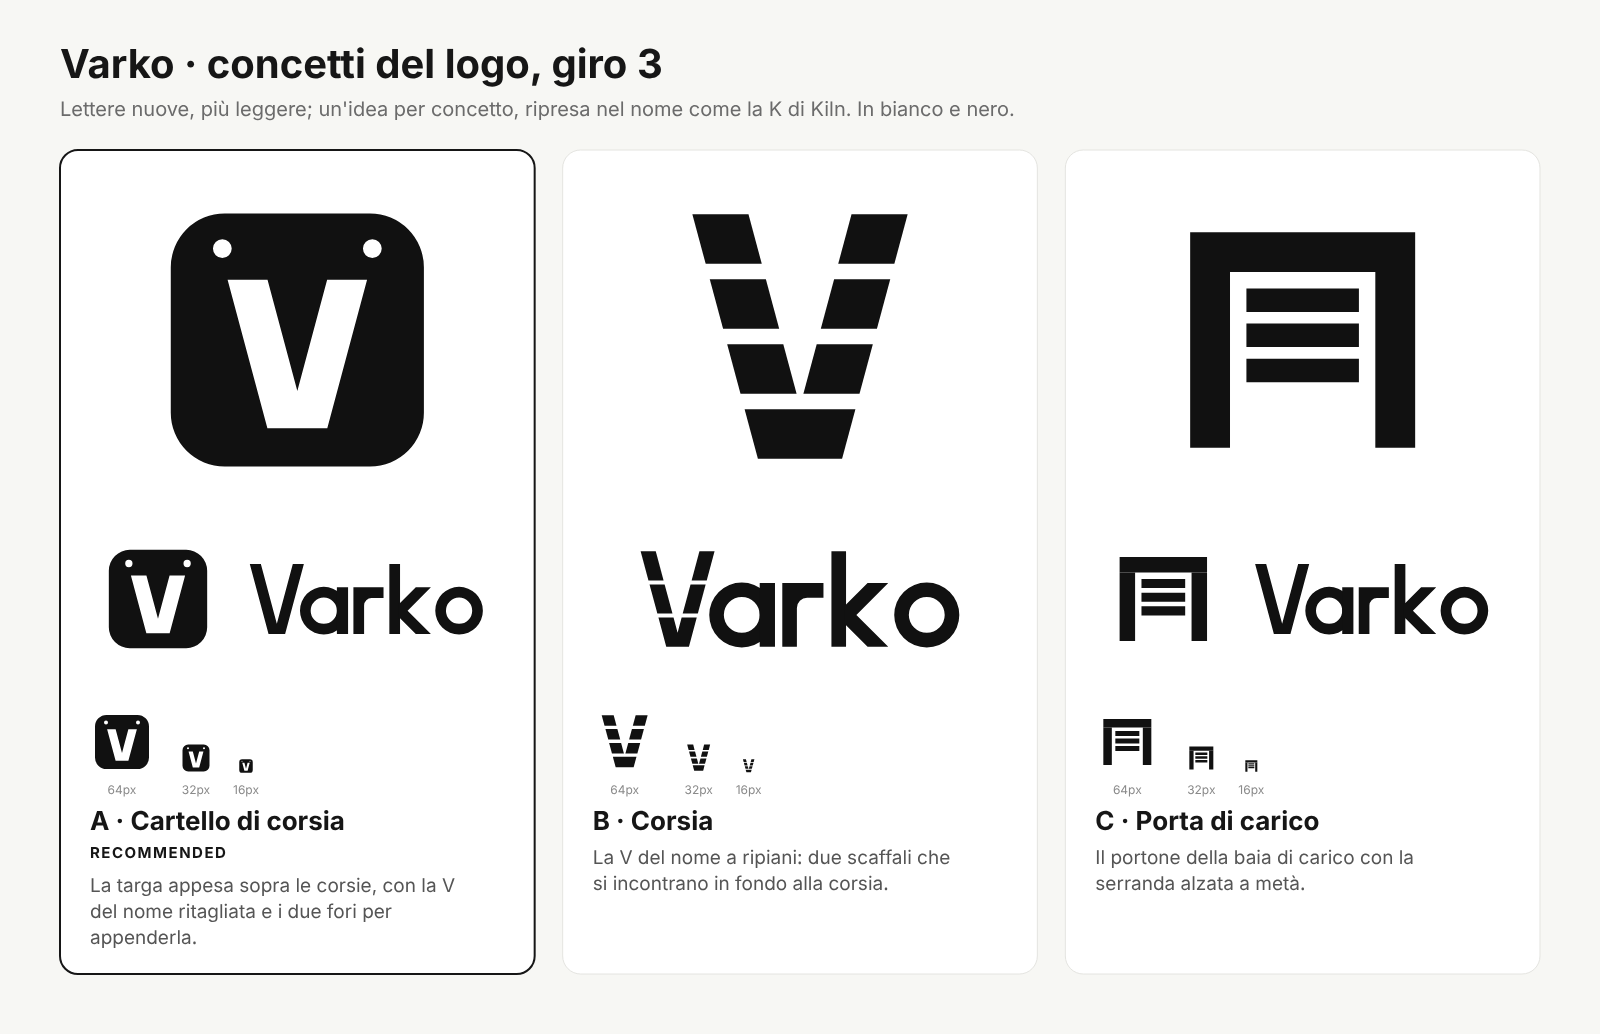 Varko · concetti del logo, giro 3
Lettere nuove, più leggere; un'idea per concetto, ripresa nel nome come la K di Kiln. In bianco e nero.
V
V Varko
V V V
64px 32px 16px
A · Cartello di corsia
RECOMMENDED
La targa appesa sopra le corsie, con la V
del nome ritagliata e i due fori per
appenderla.
V
Varko
V V V
64px 32px 16px
B · Corsia
La V del nome a ripiani: due scaffali che
si incontrano in fondo alla corsia.
Varko
64px 32px 16px
C · Porta di carico
Il portone della baia di carico con la
serranda alzata a metà.